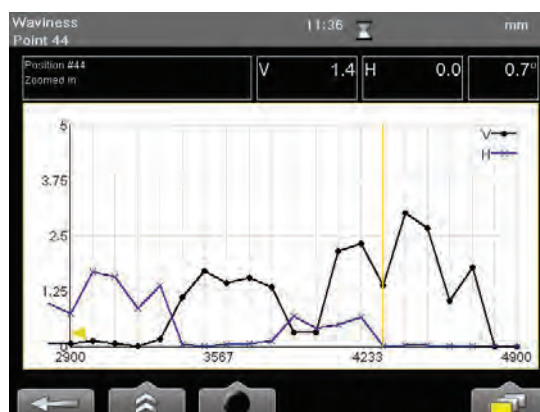 Waviness 11:36 mm
Point 44
Position #44 V 1.4 H 0.0 0.7°
Zoomed in
5 V
H
3.75
2.5
1.25
0
2900 3567 4233 4900